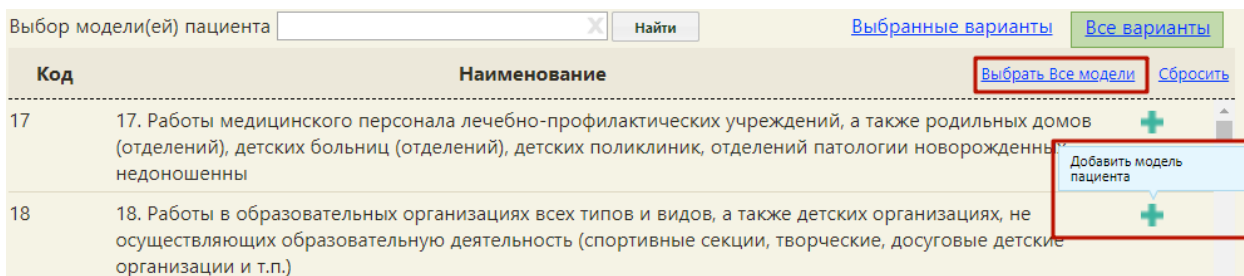 Выбор модели(ей) пациента X Найти Выбранные варианты Все варианты
Код Наименование Выбрать Все модели Сбросить
17 17. Работы медицинского персонала лечебно-профилактических учреждений, а также родильных домов
(отделений), детских больниц (отделений), детских поликлиник, отделений патологии новорожденных,
недоношенны
Добавить модель
пациента
18 18. Работы в образовательных организациях всех типов и видов, а также детских организациях, не
осуществляющих образовательную деятельность (спортивные секции, творческие, досуговые детские
организации и т.п.)